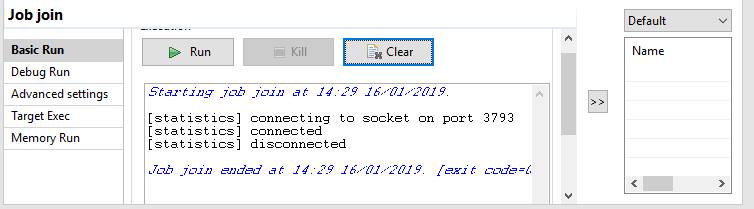 Job join
Default
Execution
Basic Run
Run
Kill
Clear
Name
Debug Run
Advanced settings
Target Exec
Memory Run
Starting job join at 14:29 16/01/2019.
>>
[statistics] connecting to socket on port 3793
[statistics] connected
[statistics] disconnected
Job join ended at 14:29 16/01/2019. [exit code=0